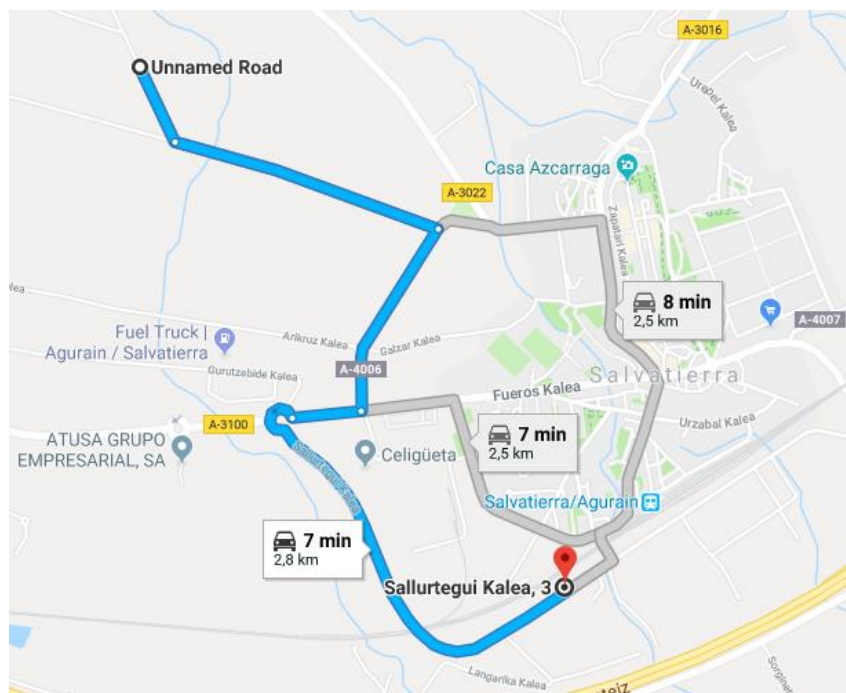 A-3016
Unnamed Road
Urapel Kalea
Casa Azcarraga
A-3022
Zapatari Kalea
8 min
2,5 km
Fuel Truck |
Agurain / Salvatierra
Arikruz Kalea
Galzar Kalea
A-4007
A-4006
Gurutzebide Kalea
Salvatierra
Fueros Kalea
A-3100
Urzabal Kalea
ATUSA GRUPO
EMPRESARIAL, SA
Celigüeta
7 min
2,5 km
Sallurtegui Kalea
Salvatierra/Agurain
7 min
2,8 km
Sallurtegui Kalea, 3
Langarika Kalea